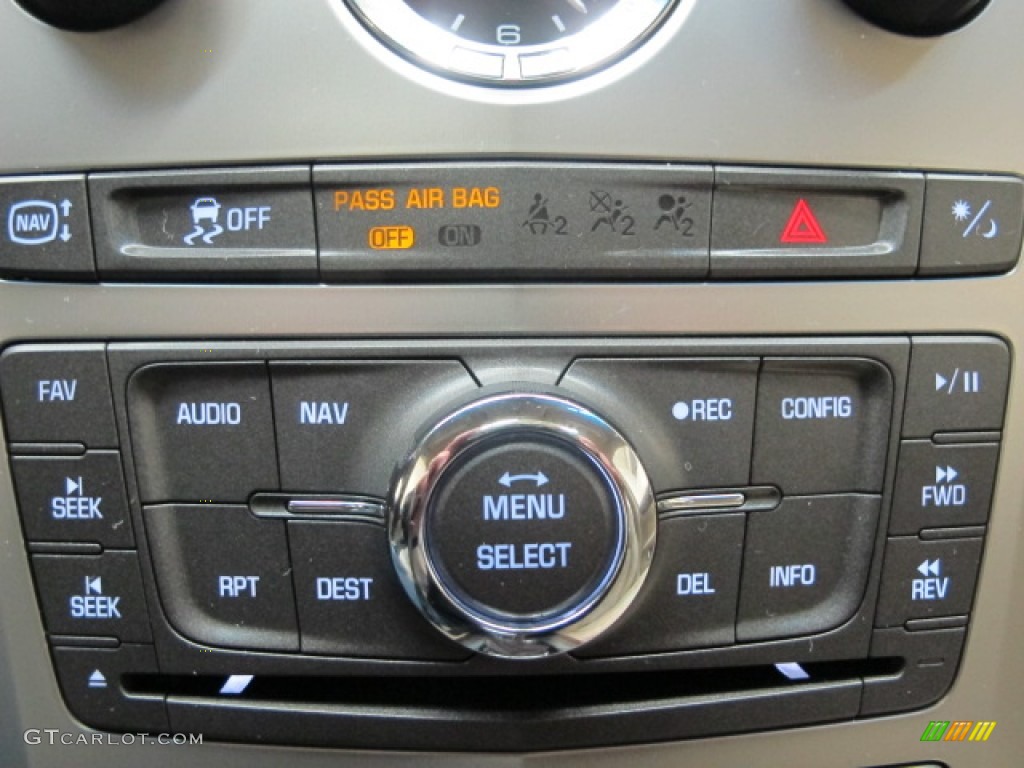 6
NAV OFF PASS AIR BAG
OFF ON 2 2 2
FAV AUDIO NAV REC CONFIG
SEEK MENU FWD
SELECT
SEEK RPT DEST DEL INFO REV
GTCARLOT.COM